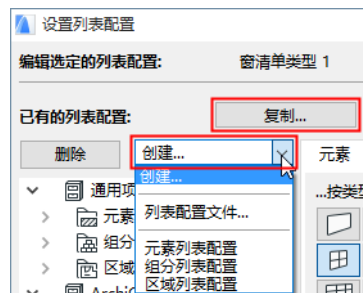 设置列表配置
编辑选定的列表配置: 窗清单类型 1
已有的列表配置: 复制...
删除 创建... 元素
创建...
通用项 ...按类型
列表配置文件...
元素
元素列表配置
组分 组分列表配置
区域 区域列表配置